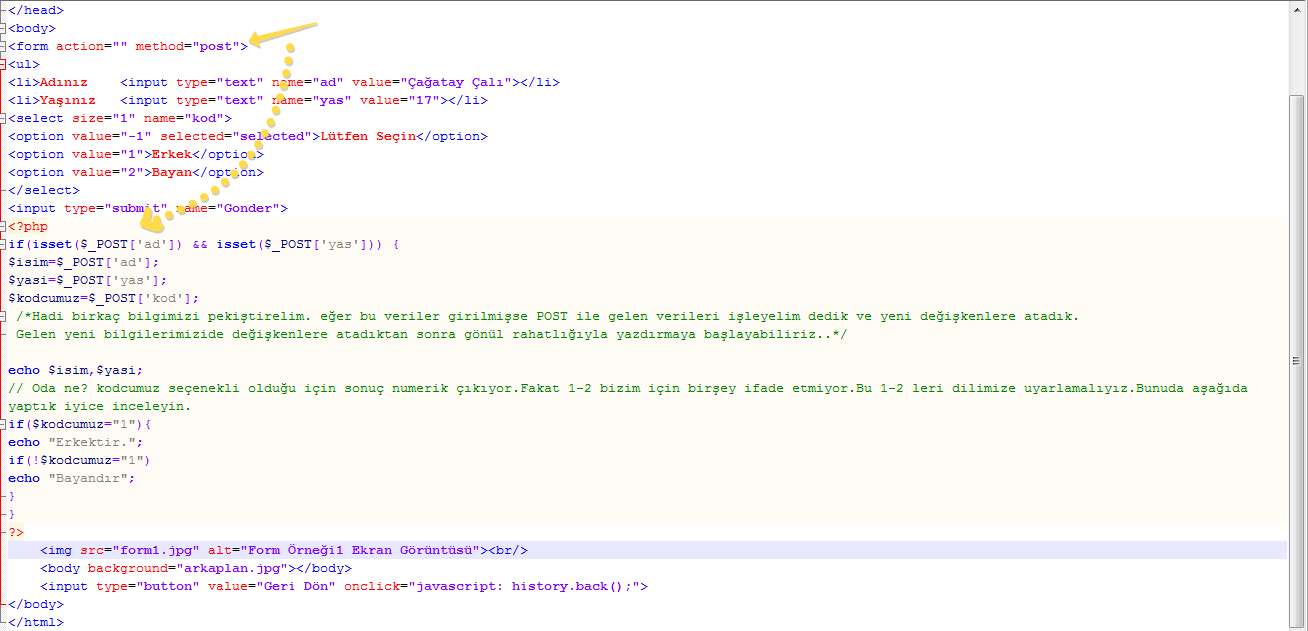 </head>
<body>
<form action="" method="post">
<ul>
<li>Adınız    <input type="text" name="ad" value="Çağatay Çalı"></li>
<li>Yaşınız   <input type="text" name="yas" value="17"></li>
<select size="1" name="kod">
<option value="-1" selected="selected">Lütfen Seçin</option>
<option value="1">Erkek</option>
<option value="2">Bayan</option>
</select>
<input type="submit" name="Gonder">
<?php
if(isset($_POST['ad']) && isset($_POST['yas'])) {
$isim=$_POST['ad'];
$yasi=$_POST['yas'];
$kodcumuz=$_POST['kod'];
/*Hadi birkaç bilgimizi pekiştirelim. eğer bu veriler girilmişse POST ile gelen verileri işleyelim dedik ve yeni değişkenlere atadık.
Gelen yeni bilgilerimizide değişkenlere atadıktan sonra gönül rahatlığıyla yazdırmaya başlayabiliriz..*/
echo $isim,$yasi;
// Oda ne? kodcumuz seçenekli olduğu için sonuç numerik çıkıyor.Fakat 1-2 bizim için birşey ifade etmiyor.Bu 1-2 leri dilimize uyarlamalıyız.Bunuda aşağıda
yaptık iyice inceleyin.
if($kodcumuz="1"){
echo "Erkektir.";
if(!$kodcumuz="1")
echo "Bayandır";
}
}
?>
<img src="form1.jpg" alt="Form Örneği1 Ekran Görüntüsü"><br/>
<body background="arkaplan.jpg"></body>
<input type="button" value="Geri Dön" onclick="javascript: history.back();">
</body>
</html>